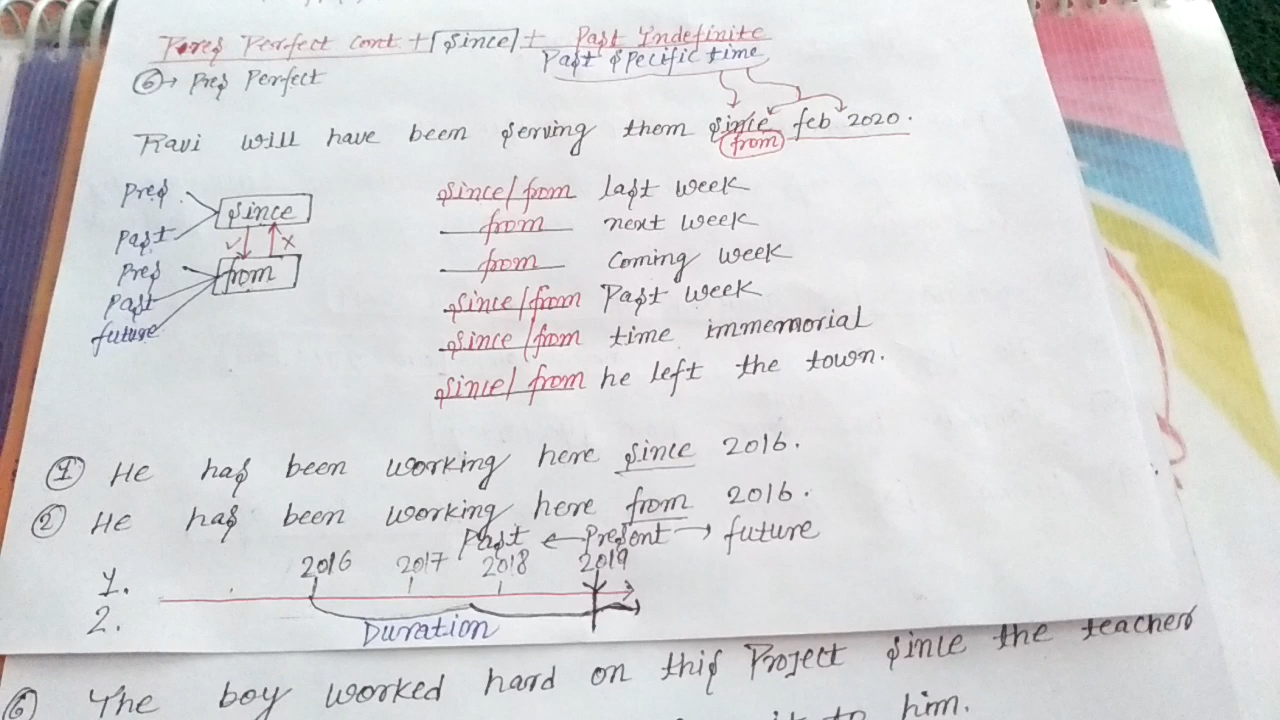 Pres Perfect cont + since + Past Indefinite
Past specific time
⑥→ Pres Perfect
Ravi will have been serving them since feb 2020.
from
Pres
Past
since
✓ ×
Pres
Past
future
from
since/from last week
from next week
from coming week
since/from Past week
since/from time immemorial
since/from he left the town.
① He has been working here since 2016.
② He has been working here from 2016.
Past ← Present → future
2016 2017 2018 2019
1.
2.
Duration
⑥ The boy worked hard on this Project since the teacher
it to him.